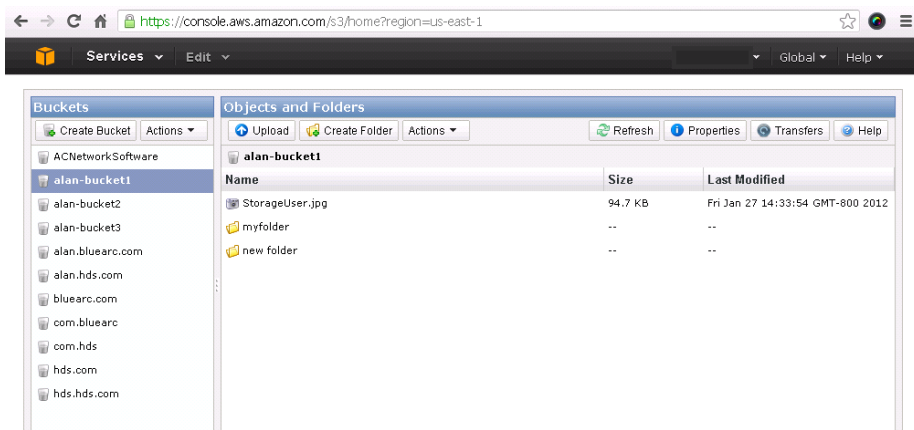 https://console.aws.amazon.com/s3/home?region=us-east-1
Services Edit Global Help
Buckets
Create Bucket Actions
ACNetworkSoftware
alan-bucket1
alan-bucket2
alan-bucket3
alan.bluearc.com
alan.hds.com
bluearc.com
com.bluearc
com.hds
hds.com
hds.hds.com
Objects and Folders
Upload Create Folder Actions Refresh Properties Transfers Help
alan-bucket1
Name Size Last Modified
StorageUser.jpg 94.7 KB Fri Jan 27 14:33:54 GMT-800 2012
myfolder -- --
new folder -- --